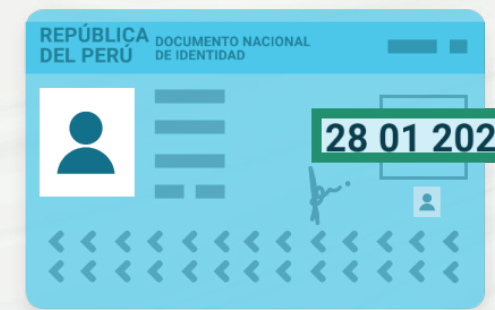 REPÚBLICA
DEL PERÚ
DOCUMENTO NACIONAL
DE IDENTIDAD
28 01 202